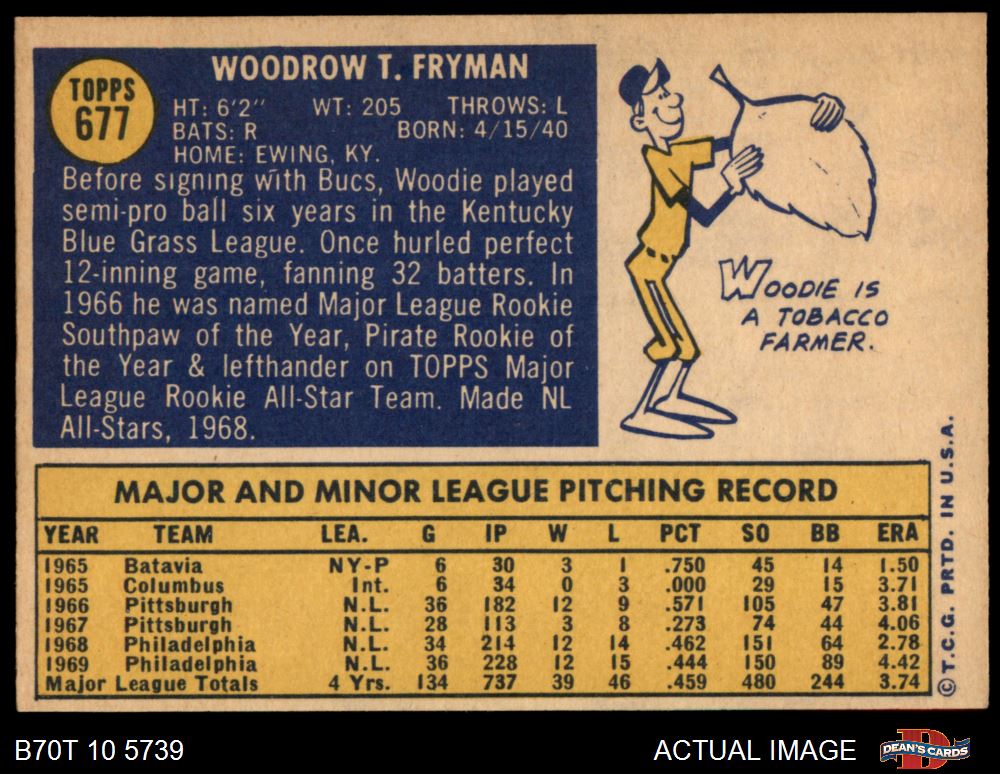 TOPPS
677
WOODROW T. FRYMAN
HT: 6'2" WT: 205 THROWS: L
BATS: R BORN: 4/15/40
HOME: EWING, KY.
Before signing with Bucs, Woodie played
semi-pro ball six years in the Kentucky
Blue Grass League. Once hurled perfect
12-inning game, fanning 32 batters. In
1966 he was named Major League Rookie
Southpaw of the Year, Pirate Rookie of
the Year & lefthander on TOPPS Major
League Rookie All-Star Team. Made NL
All-Stars, 1968.
WOODIE IS
A TOBACCO
FARMER.
MAJOR AND MINOR LEAGUE PITCHING RECORD
YEAR TEAM LEA. G IP W L PCT SO BB ERA
1965 Batavia NY-P 6 30 3 1 .750 45 14 1.50
1965 Columbus Int. 6 34 0 3 .000 29 15 3.71
1966 Pittsburgh N.L. 36 182 12 9 .571 105 47 3.81
1967 Pittsburgh N.L. 28 113 3 8 .273 74 44 4.06
1968 Philadelphia N.L. 34 214 12 14 .462 151 64 2.78
1969 Philadelphia N.L. 36 228 12 15 .444 150 89 4.42
Major League Totals 4 Yrs. 134 737 39 46 .459 480 244 3.74
© T.C.G. PRTD. IN U.S.A.
B70T 10 5739
ACTUAL IMAGE
DEAN'S CARDS